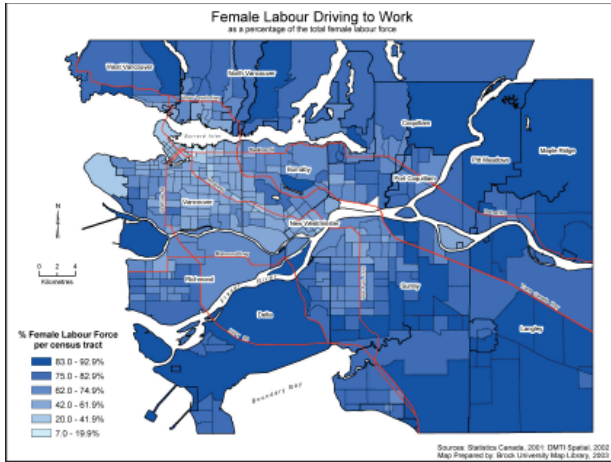 Female Labour Driving to Work
as a percentage of the total female labour force
West Vancouver
North Vancouver
Burrard Inlet
Coquitlam
Pitt Meadows
Maple Ridge
Burnaby
Port Coquitlam
Vancouver
New Westminster
N
0 2 4
Kilometres
Richmond
Surrey
Delta
Langley
% Female Labour Force
per census tract
83.0 - 92.9%
75.0 - 82.9%
62.0 - 74.9%
42.0 - 61.9%
20.0 - 41.9%
7.0 - 19.9%
Boundary Bay
Sources: Statistics Canada, 2001; DMTI Spatial, 2002
Map Prepared by: Brock University Map Library, 2003